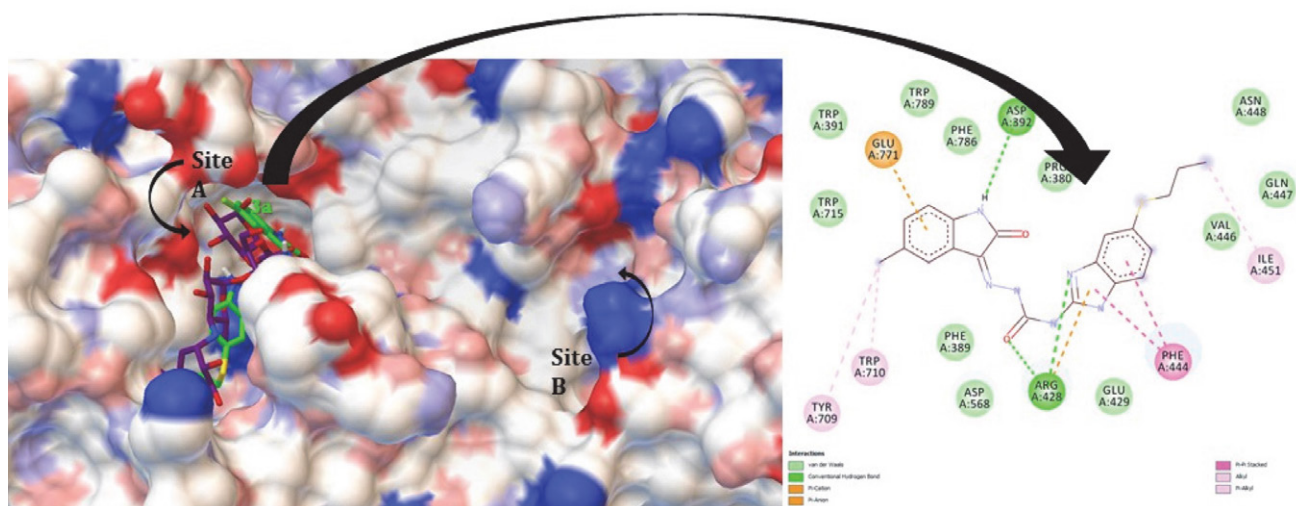 Site
A
3a
Site
B
TRP
A:789
ASP
A:392
ASN
A:448
TRP
A:391
PHE
A:786
GLU
A:771
A:380
GLN
A:447
TRP
A:715
VAL
A:446
H
N
O
ILE
A:451
N
N
N
N
N
O
PHE
A:389
TRP
A:710
PHE
A:444
ASP
A:568
ARG
A:428
GLU
A:429
TYR
A:709
Interactions
van der Waals
Conventional Hydrogen Bond
Pi-Cation
Pi-Anion
Pi-Pi Stacked
Alkyl
Pi-Alkyl